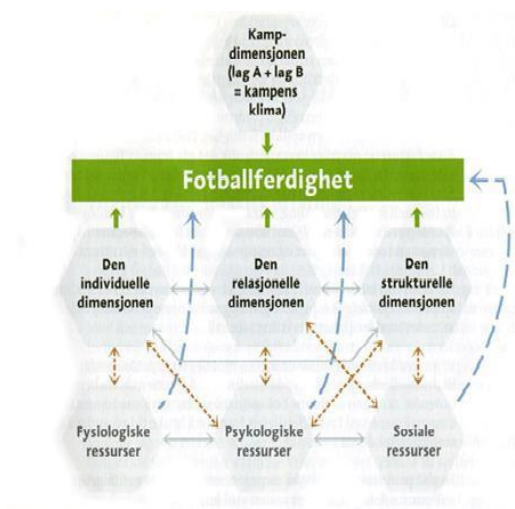 Kamp-
dimensjonen
(lag A + lag B
= kampens
klima)
Fotballferdighet
Den
individuelle
dimensjonen
Den
relasjonelle
dimensjonen
Den
strukturelle
dimensjonen
Fysiologiske
ressurser
Psykologiske
ressurser
Sosiale
ressurser